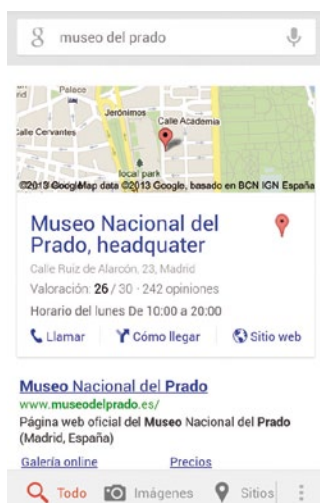 museo del prado
Paleco
rid
Jerónimos
Calle Academia
Calle Cervantes
local park
©2013 Google Map data ©2013 Google, basado en BCN IGN España
Museo Nacional del
Prado, headquater
Calle Ruiz de Alarcón, 23, Madrid
Valoración: 26 / 30 · 242 opiniones
Horario del lunes De 10:00 a 20:00
Llamar Cómo llegar Sitio web
Museo Nacional del Prado
www.museodelprado.es/
Página web oficial del Museo Nacional del Prado
(Madrid, España)
Galería online Precios
Todo Imágenes Sitios